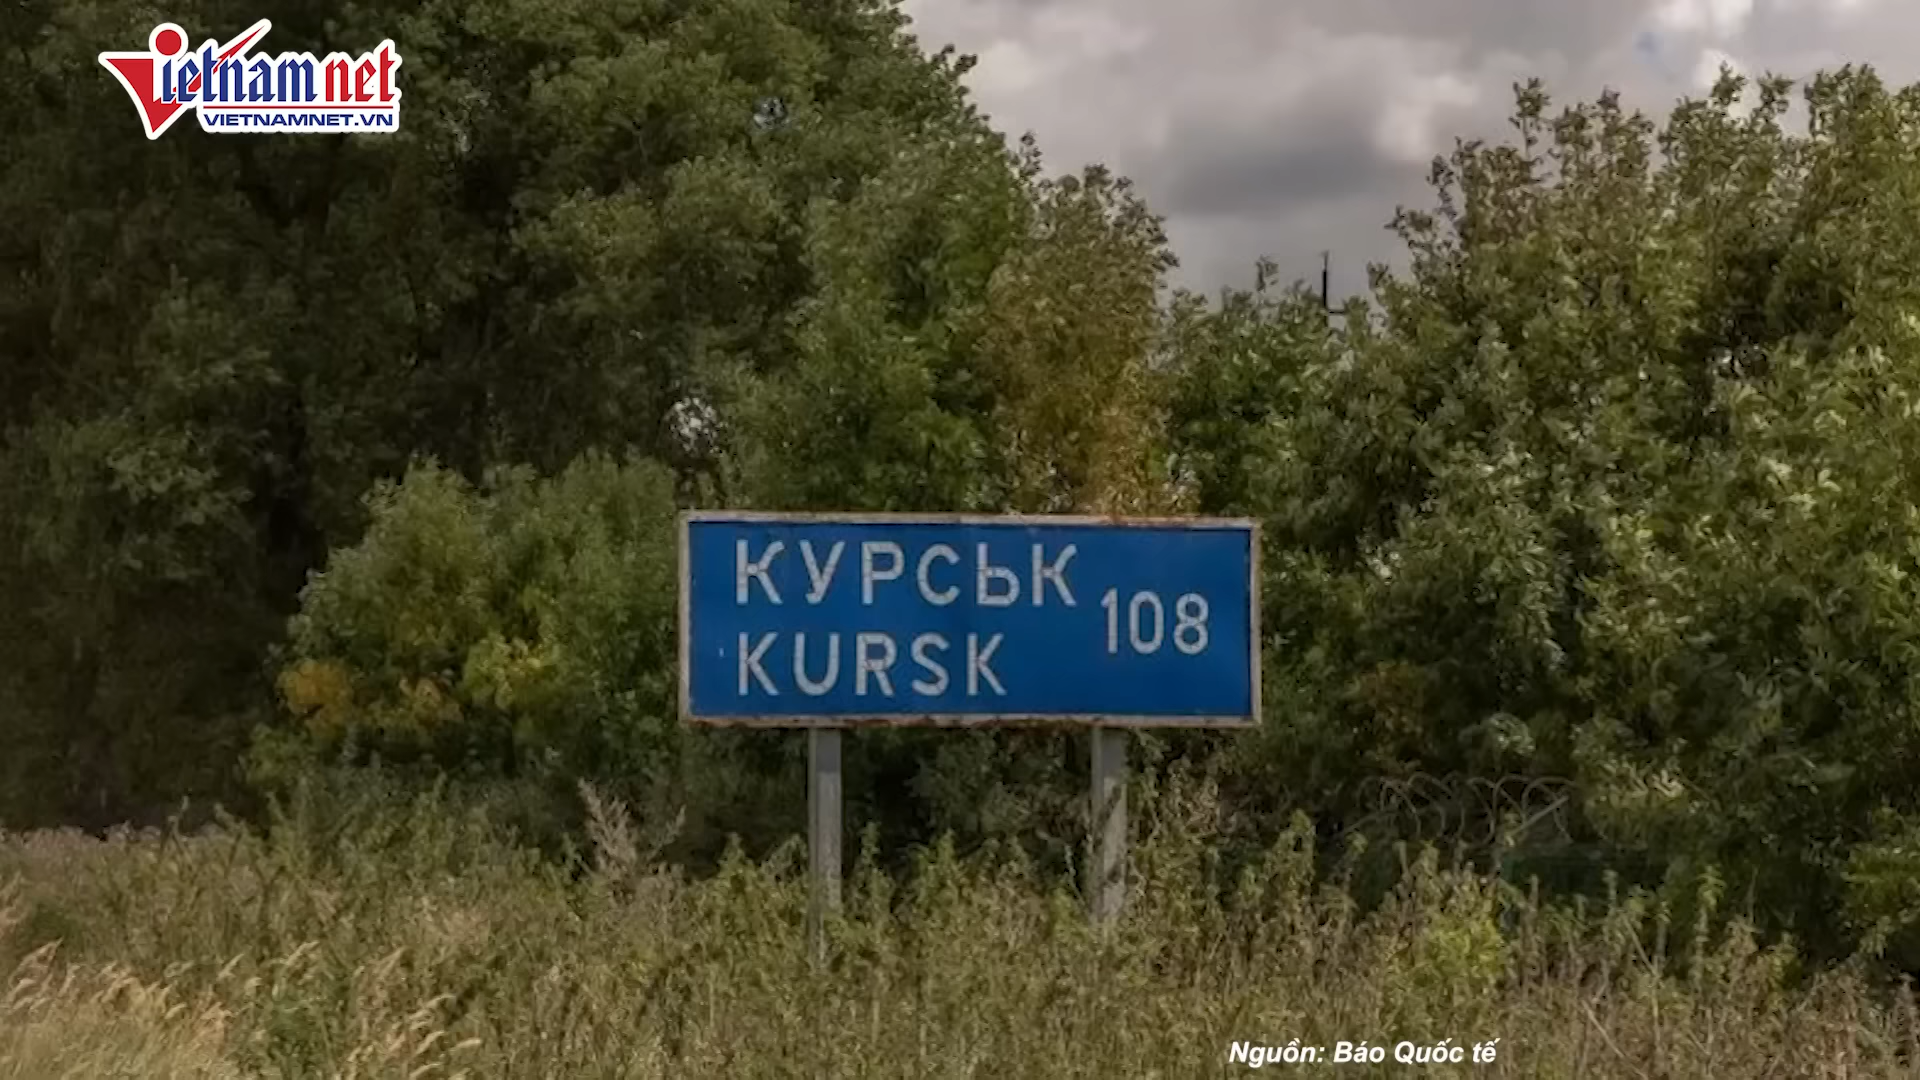 Vietnamnet
VIETNAMNET.VN
КУРСЬК
KURSK
108
Nguồn: Báo Quốc tế